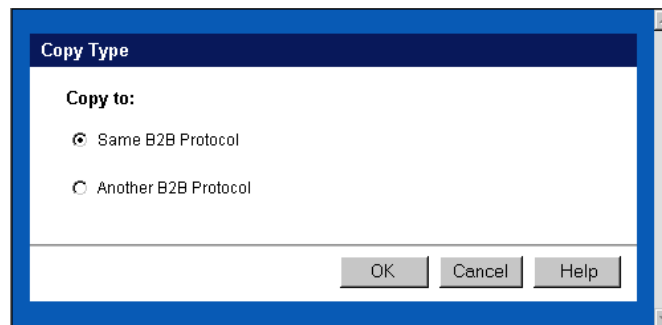 Copy Type
Copy to:
Same B2B Protocol
Another B2B Protocol
OK Cancel Help